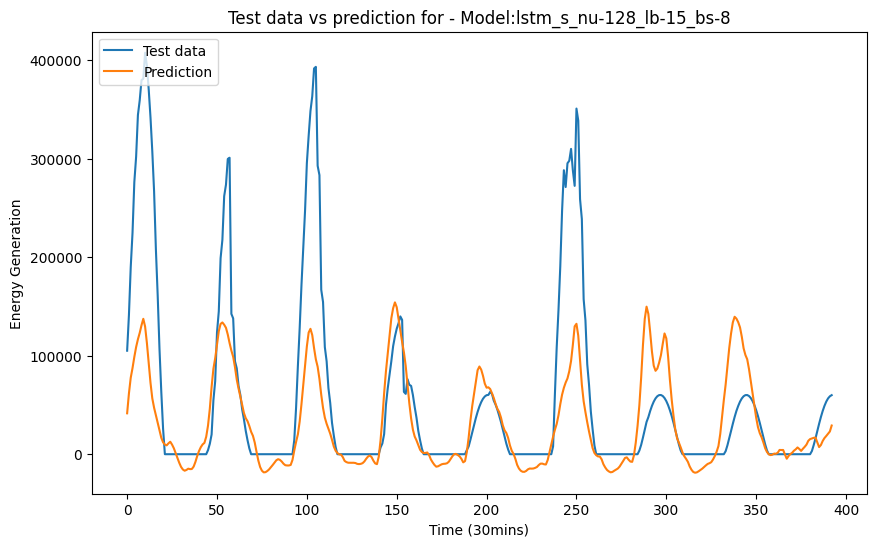 Test data vs prediction for - Model:lstm_s_nu-128_lb-15_bs-8
Test data
Prediction
Energy Generation
400000
300000
200000
100000
0
0 50 100 150 200 250 300 350 400
Time (30mins)